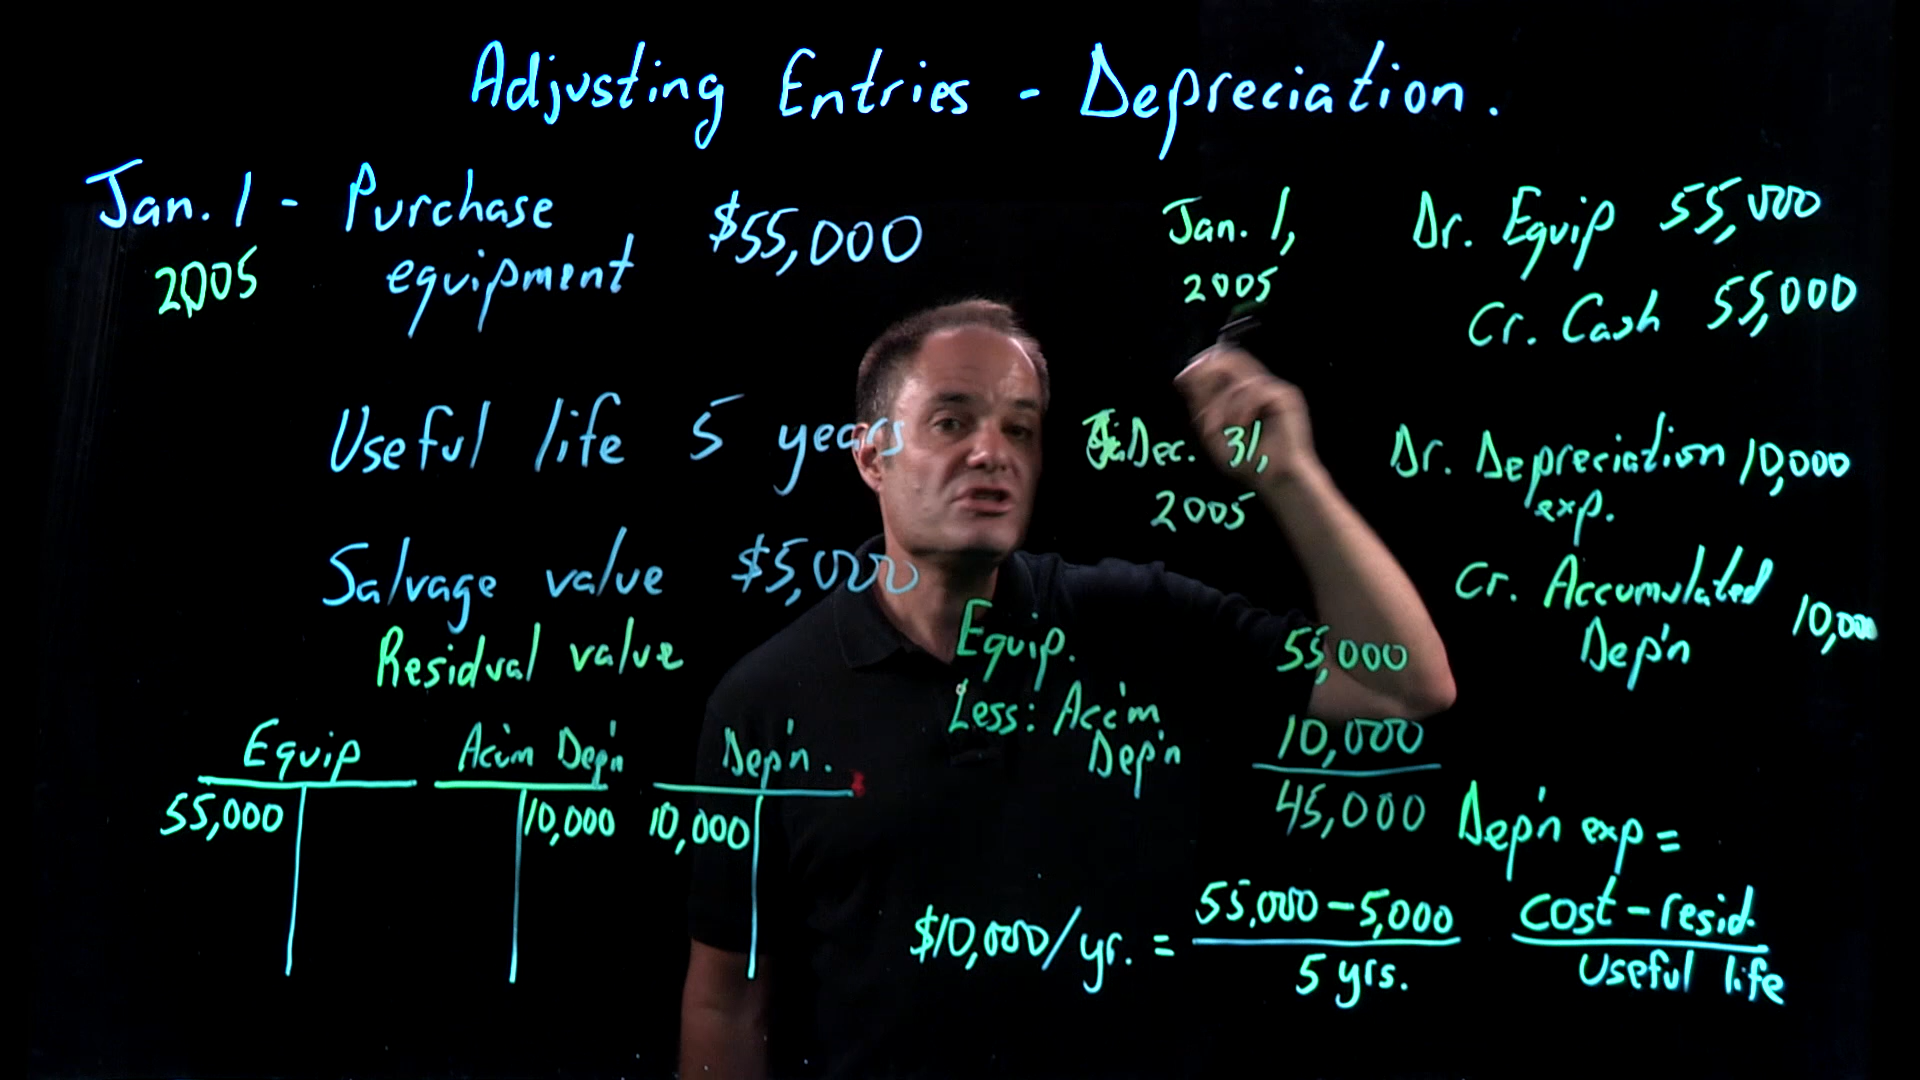 Adjusting Entries - Depreciation.
Jan. 1 - Purchase equipment $55,000
2005
Useful life 5 years
Salvage value $5,000
Residual value
Equip
55,000
Acc'm Dep'n
10,000
Dep'n.
10,000
Jan. 1,
2005
Dr. Equip 55,000
Cr. Cash 55,000
Dec. 31,
2005
Dr. Depreciation 10,000
exp.
Cr. Accumulated
Dep'n 10,000
Equip. 55,000
Less: Acc'm
Dep'n 10,000
45,000
Dep'n exp =
cost - resid.
Useful life
$10,000/yr. = 55,000 - 5,000
5 yrs.